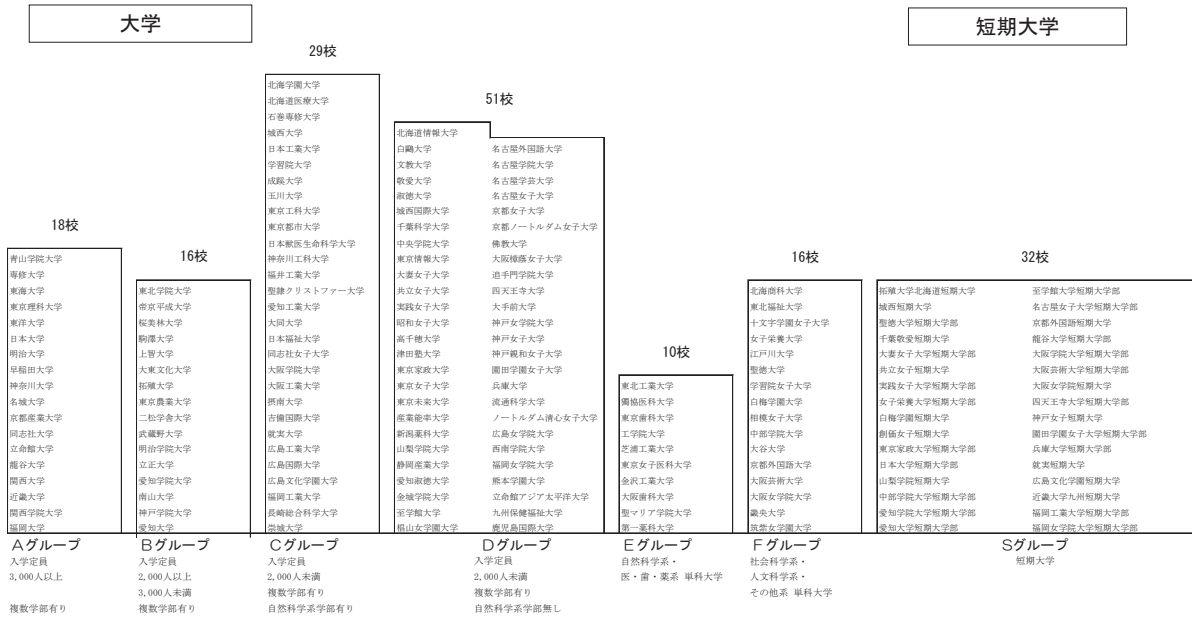 大学
短期大学
18校
青山学院大学
専修大学
東海大学
東京理科大学
東洋大学
日本大学
明治大学
早稲田大学
神奈川大学
名城大学
京都産業大学
同志社大学
立命館大学
龍谷大学
関西大学
近畿大学
関西学院大学
福岡大学
Aグループ
入学定員
3,000人以上
複数学部有り
16校
東北学院大学
帝京平成大学
桜美林大学
駒澤大学
上智大学
大東文化大学
拓殖大学
東京農業大学
二松学舎大学
武蔵野大学
明治学院大学
立正大学
愛知学院大学
南山大学
神戸学院大学
愛知大学
Bグループ
入学定員
2,000人以上
3,000人未満
複数学部有り
29校
北海学園大学
北海道医療大学
石巻専修大学
城西大学
日本工業大学
学習院大学
成蹊大学
玉川大学
東京工科大学
東京都市大学
日本獣医生命科学大学
神奈川工科大学
福井工業大学
聖隷クリストファー大学
愛知工業大学
大同大学
日本福祉大学
同志社女子大学
大阪学院大学
大阪工業大学
摂南大学
吉備国際大学
就実大学
広島工業大学
広島国際大学
広島文化学園大学
福岡工業大学
長崎総合科学大学
崇城大学
Cグループ
入学定員
2,000人未満
複数学部有り
自然科学系学部有り
51校
北海道情報大学
白鷗大学
文教大学
敬愛大学
淑徳大学
城西国際大学
千葉科学大学
中央学院大学
東京情報大学
大妻女子大学
共立女子大学
実践女子大学
昭和女子大学
高千穂大学
津田塾大学
東京家政大学
東京女子大学
東京未来大学
産業能率大学
新潟薬科大学
山梨学院大学
静岡産業大学
愛知淑徳大学
金城学院大学
至学館大学
椙山女学園大学
名古屋外国語大学
名古屋学院大学
名古屋学芸大学
名古屋女子大学
京都女子大学
京都ノートルダム女子大学
佛教大学
大阪樟蔭女子大学
追手門学院大学
四天王寺大学
大手前大学
神戸女学院大学
神戸女子大学
神戸親和女子大学
園田学園女子大学
兵庫大学
流通科学大学
ノートルダム清心女子大学
広島女学院大学
西南学院大学
福岡女学院大学
熊本学園大学
立命館アジア太平洋大学
九州保健福祉大学
鹿児島国際大学
Dグループ
入学定員
2,000人未満
複数学部有り
自然科学系学部無し
10校
東北工業大学
獨協医科大学
東京歯科大学
工学院大学
芝浦工業大学
東京女子医科大学
金沢工業大学
大阪歯科大学
聖マリア学院大学
第一薬科大学
Eグループ
自然科学系・
医・歯・薬系 単科大学
16校
北海商科大学
東北福祉大学
十文字学園女子大学
女子栄養大学
江戸川大学
聖徳大学
学習院女子大学
白梅学園大学
相模女子大学
中部学院大学
大谷大学
京都外国語大学
大阪芸術大学
大阪女学院大学
畿央大学
筑紫女学園大学
Fグループ
社会科学系・
人文科学系・
その他系 単科大学
32校
拓殖大学北海道短期大学
城西短期大学
聖徳大学短期大学部
千葉敬愛短期大学
大妻女子大学短期大学部
共立女子短期大学
実践女子大学短期大学部
女子栄養大学短期大学部
白梅学園短期大学
創価女子短期大学
東京家政大学短期大学部
日本大学短期大学部
山梨学院短期大学
中部学院大学短期大学部
愛知学院大学短期大学部
愛知大学短期大学部
至学館大学短期大学部
名古屋女子大学短期大学部
京都外国語短期大学
龍谷大学短期大学部
大阪学院大学短期大学部
大阪芸術大学短期大学部
大阪女学院短期大学
四天王寺大学短期大学部
神戸女子短期大学
園田学園女子大学短期大学部
兵庫大学短期大学部
就実短期大学
広島文化学園短期大学
近畿大学九州短期大学
福岡工業大学短期大学部
福岡女学院大学短期大学部
Sグループ
短期大学